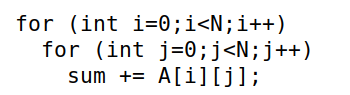 for (int i=0;i<N;i++)
for (int j=0;j<N;j++)
sum += A[i][j];